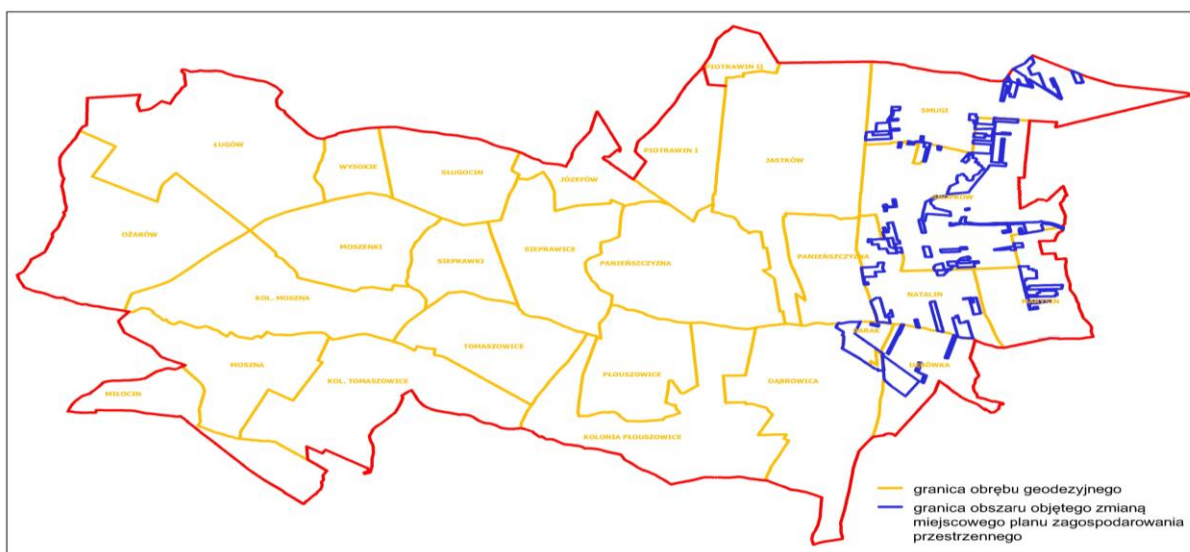 PIOTRAWIN II
SMUGI
ŁUGÓW
PIOTRAWIN I
WYSOKIE
SŁUGOCIN
JASTKÓW
JÓZEFÓW
OŻARÓW
MOSZENKI
SIEPRAWICE
SIEPRAWKI
PANIEŃSZCZYZNA
PANIEŃSZCZYZNA
KOL. MOSZNA
NATALIN
MARYSIN
TOMASZOWICE
MOSZNA
PŁOUSZOWICE
DĄBROWICA
KOL. TOMASZOWICE
MIŁOCIN
KOLONIA PŁOUSZOWICE
granica obrębu geodezyjnego
granica obszaru objętego zmianą
miejscowego planu zagospodarowania
przestrzennego